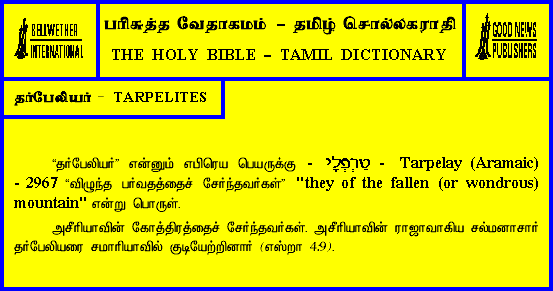 BELLWETHER
INTERNATIONAL
பரிசுத்த வேதாகமம் – தமிழ் சொல்லகராதி
THE HOLY BIBLE – TAMIL DICTIONARY
GOOD NEWS
PUBLISHERS
தர்பேலியர் - TARPELITES
“தர்பேலியர்” என்னும் எபிரெய பெயருக்கு - טַרְפְּלָי - Tarpelay (Aramaic)
- 2967 “விழுந்த பர்வதத்தைச் சேர்ந்தவர்கள்” "they of the fallen (or wondrous)
mountain" என்று பொருள்.
அசீரியாவின் கோத்திரத்தைச் சேர்ந்தவர்கள். அசீரியாவின் ராஜாவாகிய சல்மனாசார்
தர்பேலியரை சமாரியாவில் குடியேற்றினார் (எஸ்றா 4:9).